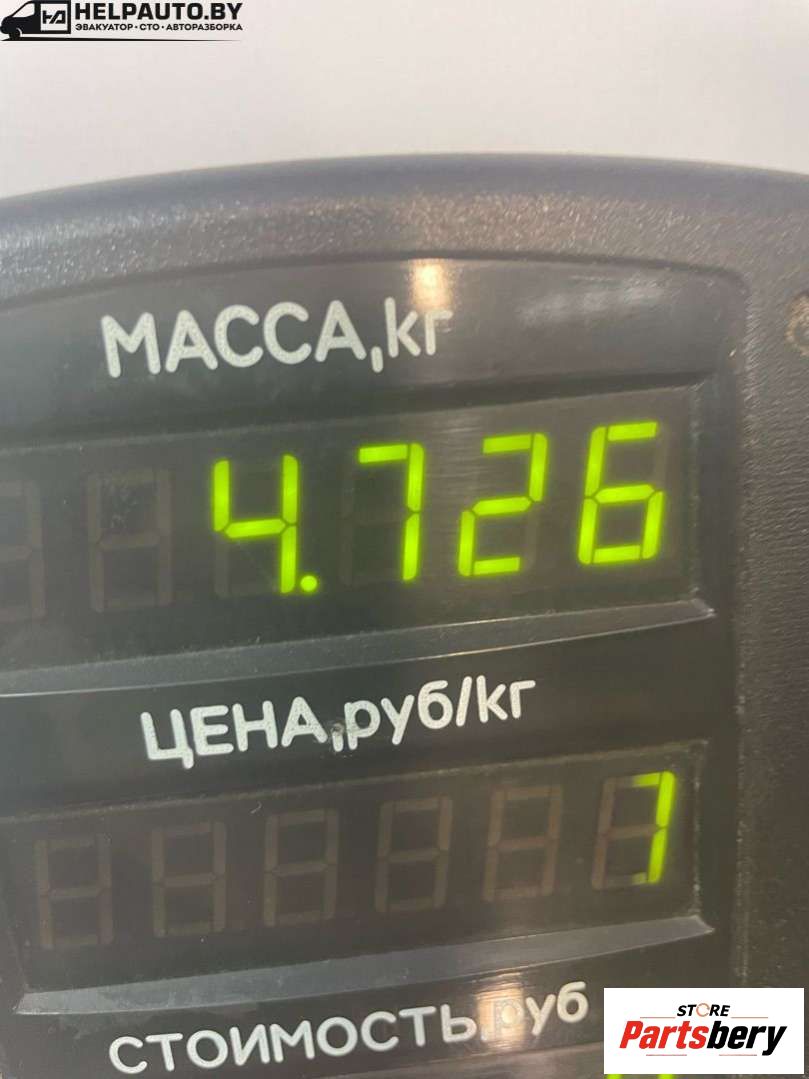 HELPAUTO.BY
ЭВАКУАТОР • СТО • АВТОРАЗБОРКА
МАССА,кг
4.726
ЦЕНА,руб/кг
7
СТОИМОСТЬ,руб
STORE
Partsbery